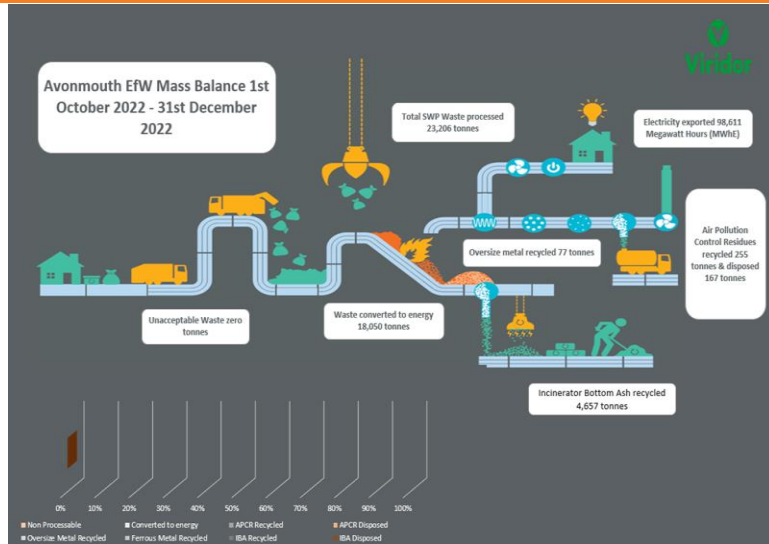 Viridor
Avonmouth EfW Mass Balance 1st
October 2022 - 31st December
2022
Total SWP Waste processed
23,206 tonnes
Electricity exported 98,611
Megawatt Hours (MWhE)
Air Pollution
Control Residues
recycled 255
tonnes & disposed
167 tonnes
Oversize metal recycled 77 tonnes
Unacceptable Waste zero
tonnes
Waste converted to energy
18,050 tonnes
Incinerator Bottom Ash recycled
4,657 tonnes
0% 10% 20% 30% 40% 50% 60% 70% 80% 90% 100%
Non Processable Converted to energy APCR Recycled APCR Disposed
Oversize Metal Recycled Ferrous Metal Recycled IBA Recycled IBA Disposed